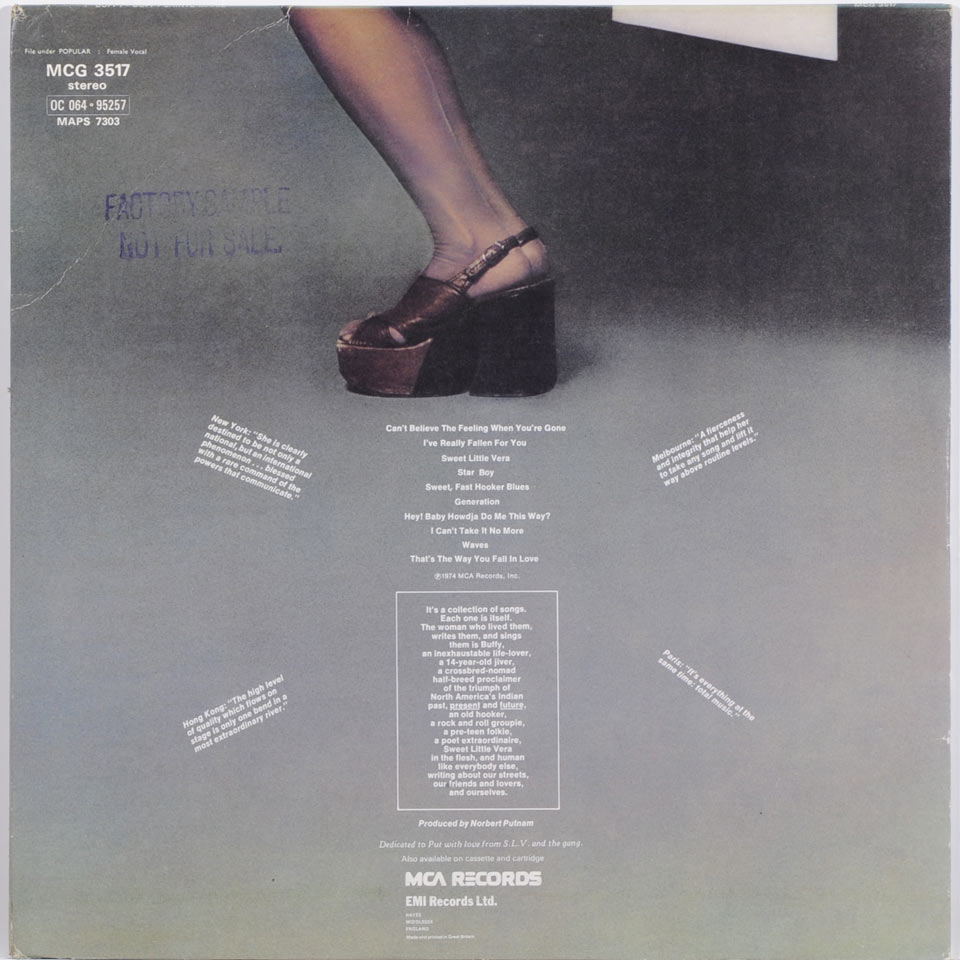 File under POPULAR : Female Vocal
MCG 3517
stereo
OC 064 • 95257
MAPS 7303
FACTORY SAMPLE
NOT FOR SALE.
New York: "She is clearly
destined to be not only a
national, but an international
phenomenon . . . blessed
with a rare command of the
powers that communicate."
Melbourne: "A fierceness
and integrity that help her
to take any song and lift it
way above routine levels."
Can't Believe The Feeling When You're Gone
I've Really Fallen For You
Sweet Little Vera
Star Boy
Sweet, Fast Hooker Blues
Generation
Hey! Baby Howdja Do Me This Way?
I Can't Take It No More
Waves
That's The Way You Fall In Love
℗1974 MCA Records, Inc.
It's a collection of songs.
Each one is itself.
The woman who lived them,
writes them, and sings
them is Buffy,
an inexhaustable life-lover,
a 14-year-old jiver,
a crossbred-nomad
half-breed proclaimer
of the triumph of
North America's Indian
past, present and future,
an old hooker,
a rock and roll groupie,
a pre-teen folkie,
a poet extraordinaire,
Sweet Little Vera
in the flesh, and human
like everybody else,
writing about our streets,
our friends and lovers,
and ourselves.
Hong Kong: "The high level
of quality which flows on
stage is only one bend in a
most extraordinary river."
Paris: "It's everything at the
same time: total music."
Produced by Norbert Putnam
Dedicated to Put with love from S.L.V. and the gang.
Also available on cassette and cartridge
MCA RECORDS
EMI Records Ltd.
HAYES
MIDDLESEX
ENGLAND
Made and printed in Great Britain